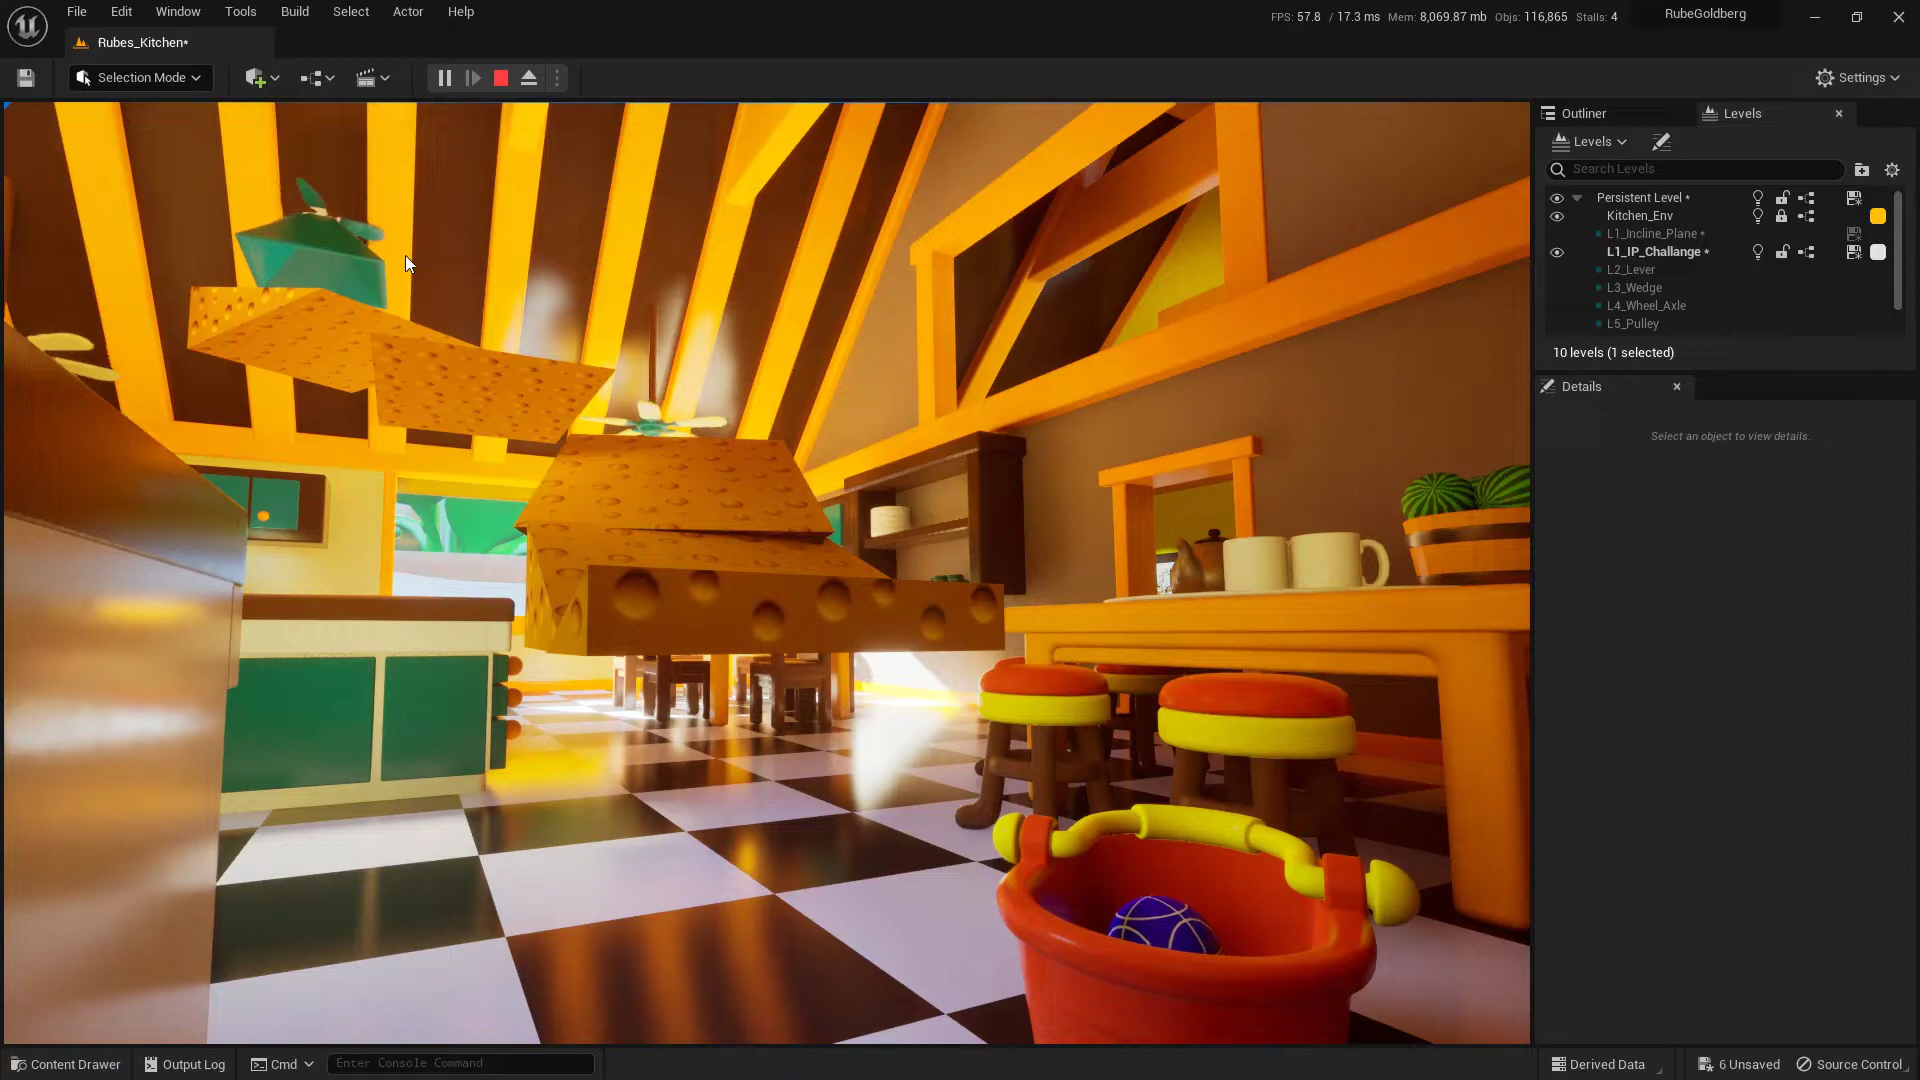 File Edit Window Tools Build Select Actor Help
FPS: 57.8 / 17.3 ms Mem: 8,069.87 mb Objs: 116,865 Stalls: 4
RubeGoldberg
Rubes_Kitchen*
Selection Mode
Settings
Outliner
Levels
Levels
Search Levels
Persistent Level *
Kitchen_Env
L1_Incline_Plane *
L1_IP_Challange *
L2_Lever
L3_Wedge
L4_Wheel_Axle
L5_Pulley
10 levels (1 selected)
Details
Select an object to view details.
Content Drawer
Output Log
Cmd
Enter Console Command
Derived Data
6 Unsaved
Source Control